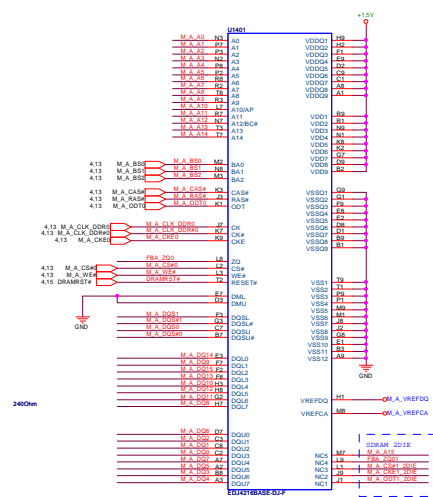 +1.5V
U1401
M_A_A0 N3 A0 VDDQ1 H9
M_A_A1 P7 A1 VDDQ2 H2
M_A_A2 P3 A2 VDDQ3 F1
M_A_A3 N2 A3 VDDQ4 E9
M_A_A4 P8 A4 VDDQ5 D2
M_A_A5 P2 A5 VDDQ6 C9
M_A_A6 R8 A6 VDDQ7 C1
M_A_A7 R2 A7 VDDQ8 A8
M_A_A8 T8 A8 VDDQ9 A1
M_A_A9 R3 A9
M_A_A10 L7 A10/AP
M_A_A11 R7 A11 VDD1 R9
M_A_A12 N7 A12/BC# VDD2 R1
M_A_A13 T3 A13 VDD3 N9
M_A_A14 T7 A14 VDD4 N1
VDD5 K8
VDD6 K2
VDD7 G7
4,13 M_A_BS0 M_A_BS0 M2 BA0 VDD8 D9
4,13 M_A_BS1 M_A_BS1 N8 BA1 VDD9 B2
4,13 M_A_BS2 M_A_BS2 M3 BA2
4,13 M_A_CAS# M_A_CAS# K3 CAS# VSSQ1 G9
4,13 M_A_RAS# M_A_RAS# J3 RAS# VSSQ2 G1
4,13 M_A_ODT0 M_A_ODT0 K1 ODT VSSQ3 F9
VSSQ4 E8
VSSQ5 E2
4,13 M_A_CLK_DDR0 M_A_CLK_DDR0 J7 CK VSSQ6 D8
4,13 M_A_CLK_DDR#0 M_A_CLK_DDR#0 K7 CK# VSSQ7 D1
4,13 M_A_CKE0 M_A_CKE0 K9 CKE VSSQ8 B9
VSSQ9 B1
FBA_ZQ0 L8 ZQ
4,13 M_A_CS#0 M_A_CS#0 L2 CS#
4,13 M_A_WE# M_A_WE# L3 WE#
4,15 DRAMRST# DRAMRST# T2 RESET# VSS1 T9
VSS2 T1
E7 DML VSS3 P9
D3 DMU VSS4 P1
VSS5 M9
VSS6 M1
M_A_DQS1 F3 DQSL VSS7 J8
M_A_DQS#1 G3 DQSL# VSS8 J2
M_A_DQS0 C7 DQSU VSS9 G8
M_A_DQS#0 B7 DQSU# VSS10 E1
VSS11 B3
VSS12 A9
GND
GND
M_A_DQ14 E3 DQL0
M_A_DQ9 F7 DQL1
M_A_DQ15 F2 DQL2
M_A_DQ13 F8 DQL3
M_A_DQ10 H3 DQL4
M_A_DQ12 H8 DQL5
M_A_DQ11 G2 DQL6
240Ohm
M_A_DQ8 H7 DQL7
VREFDQ H1 M_A_VREFDQ
VREFCA M8 M_A_VREFCA
M_A_DQ6 D7 DQU0
C3 DQU1
C8 DQU2
M_A_DQ0 C2 DQU3
A7 DQU4
M_A_DQ5 A2 DQU5
B8 DQU6
M_A_DQ4 A3 DQU7
SDRAM 2DIE
NC5 M7 M_A_A15
NC4 L9 FBA_ZQ01
NC3 L1 M_A_CS#1_2DIE
NC2 J9 M_A_CKE1_2DIE
NC1 J1 M_A_ODT1_2DIE
EDJ4216BASE-DJ-F